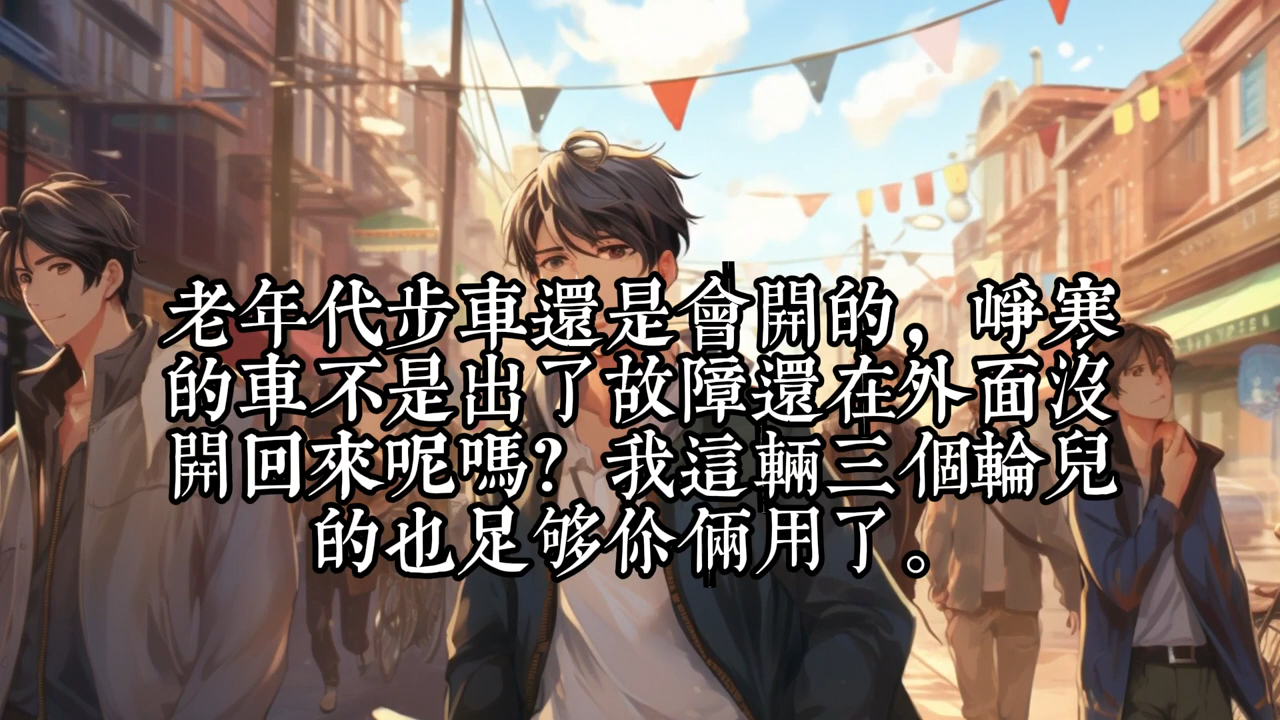 老年代步車還是會開的，崢寒
的車不是出了故障還在外面沒
開回來呢嗎？我這輛三個輪兒
的也足够你倆用了。